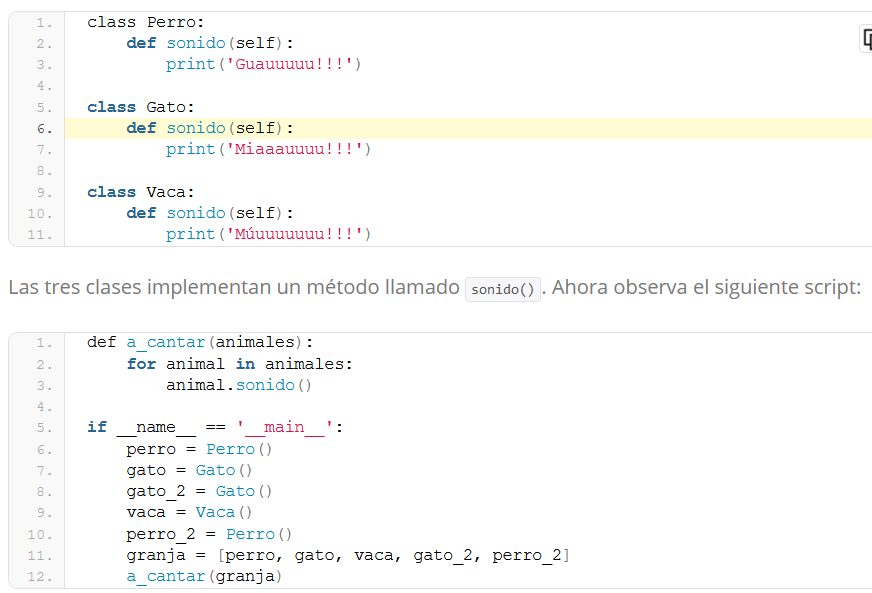 1. class Perro:
2.     def sonido(self):
3.         print('Guauuuuu!!!')
4.
5. class Gato:
6.     def sonido(self):
7.         print('Miaaauuuu!!!')
8.
9. class Vaca:
10.     def sonido(self):
11.         print('Múuuuuuuu!!!')
Las tres clases implementan un método llamado sonido(). Ahora observa el siguiente script:
1. def a_cantar(animales):
2.     for animal in animales:
3.         animal.sonido()
4.
5. if __name__ == '__main__':
6.     perro = Perro()
7.     gato = Gato()
8.     gato_2 = Gato()
9.     vaca = Vaca()
10.     perro_2 = Perro()
11.     granja = [perro, gato, vaca, gato_2, perro_2]
12.     a_cantar(granja)